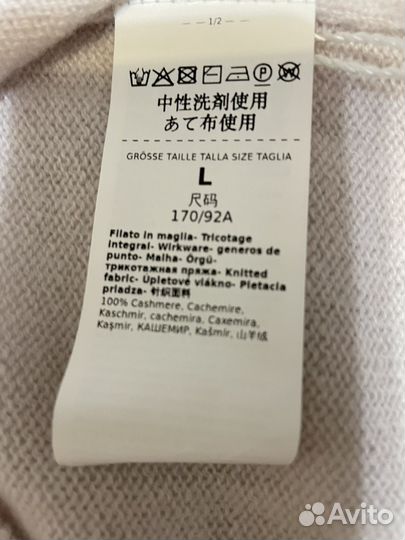 1/2
中性洗剤使用
あて布使用
GRÖSSE TAILLE TALLA SIZE TAGLIA
L
尺码
170/92A
Filato in maglia- Tricotage
integral- Wirkware- generos de
punto- Malha- Örgü-
трикотажная пряжа- Knitted
fabric- Úpletové vlákno- Pletacia
priadza- 针织面料
100% Cashmere, Cachemire,
Kaschmir, cachemira, Caxemira,
Kaşmir, КАШЕМИР, Kašmír, 山羊绒
Avito